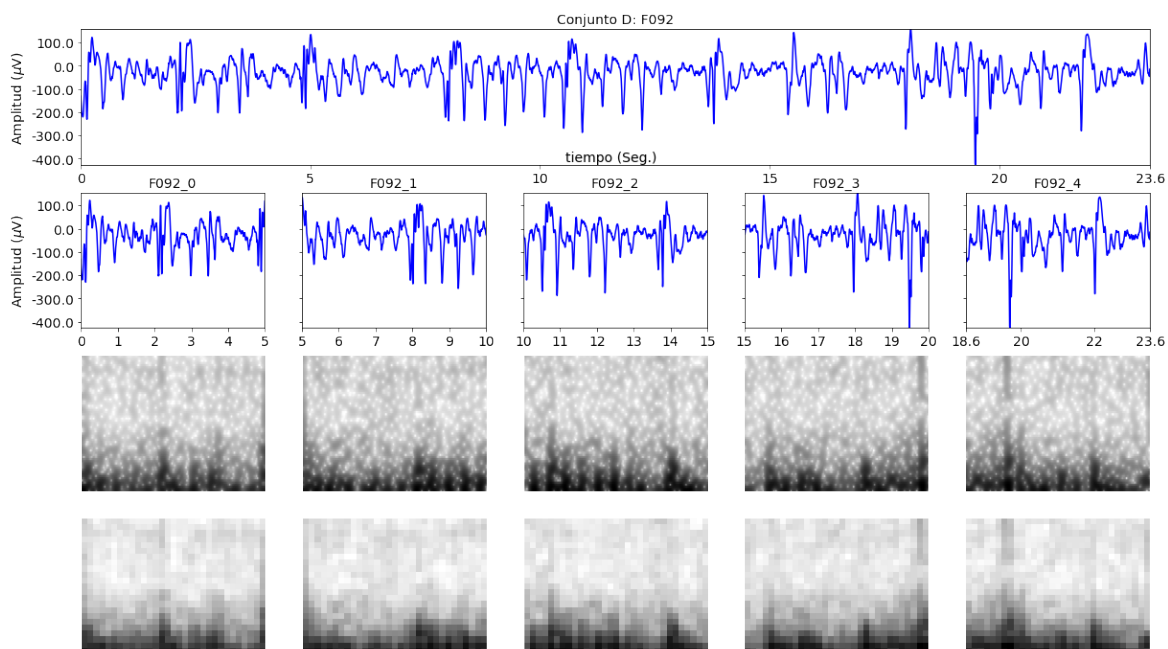 Conjunto D: F092
Amplitud (μV)
100.0
0.0
-100.0
-200.0
-300.0
-400.0
0 5 10 15 20 23.6
tiempo (Seg.)
F092_0 F092_1 F092_2 F092_3 F092_4
Amplitud (μV)
100.0
0.0
-100.0
-200.0
-300.0
-400.0
0 1 2 3 4 5
5 6 7 8 9 10
10 11 12 13 14 15
15 16 17 18 19 20
18.6 20 22 23.6